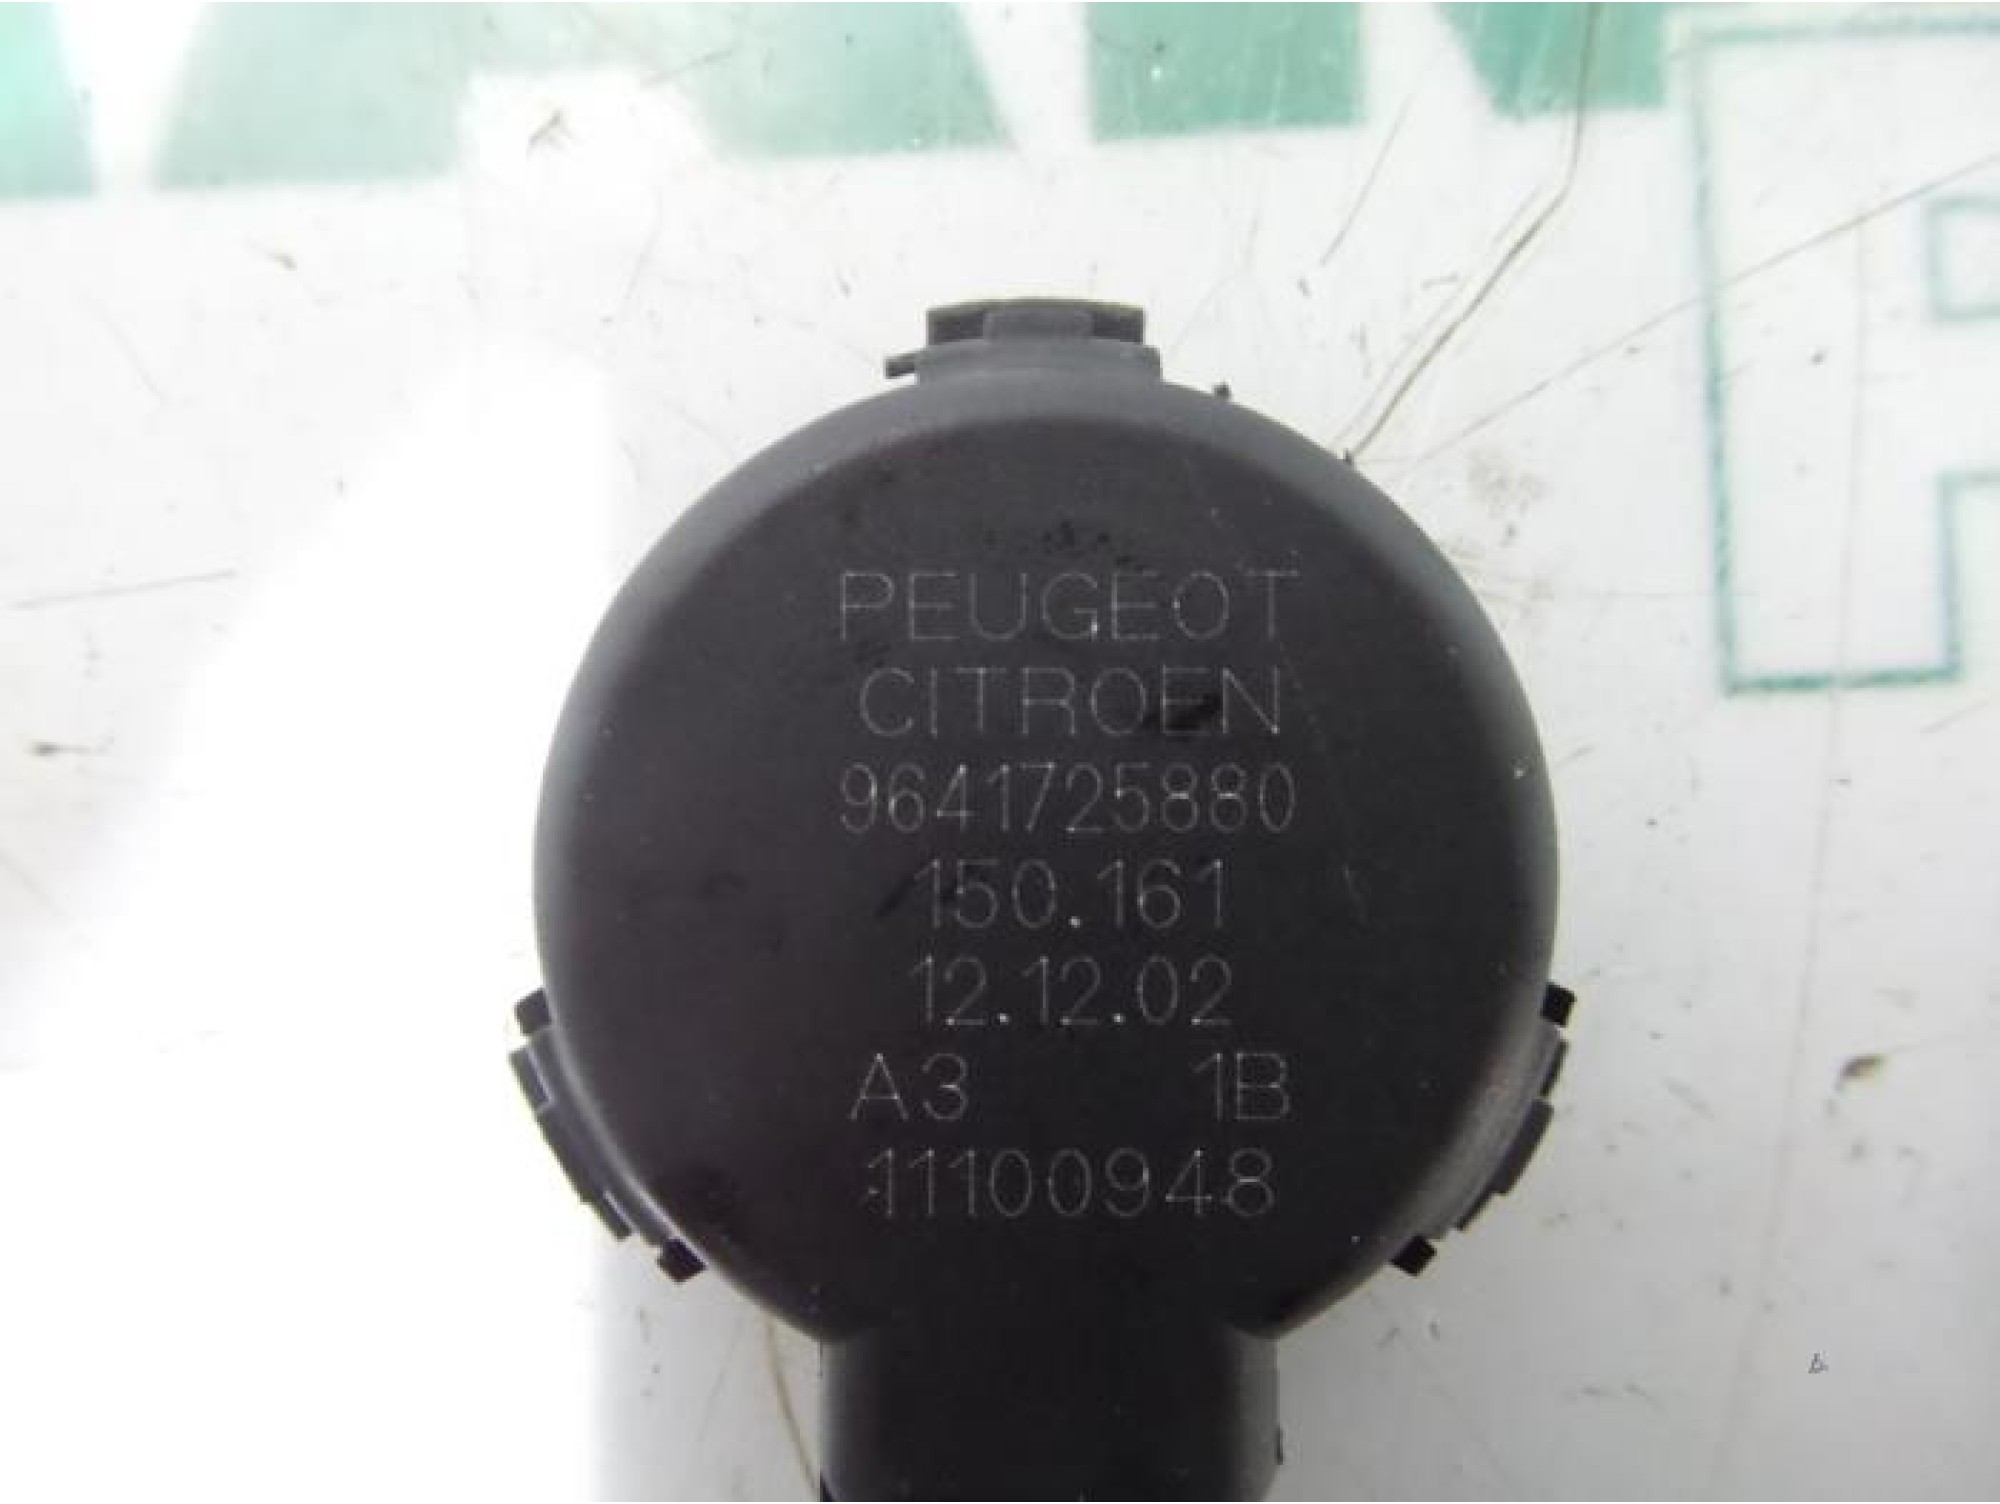 PEUGEOT
CITROEN
9641725880
150.161
12.12.02
A3 1B
11100948